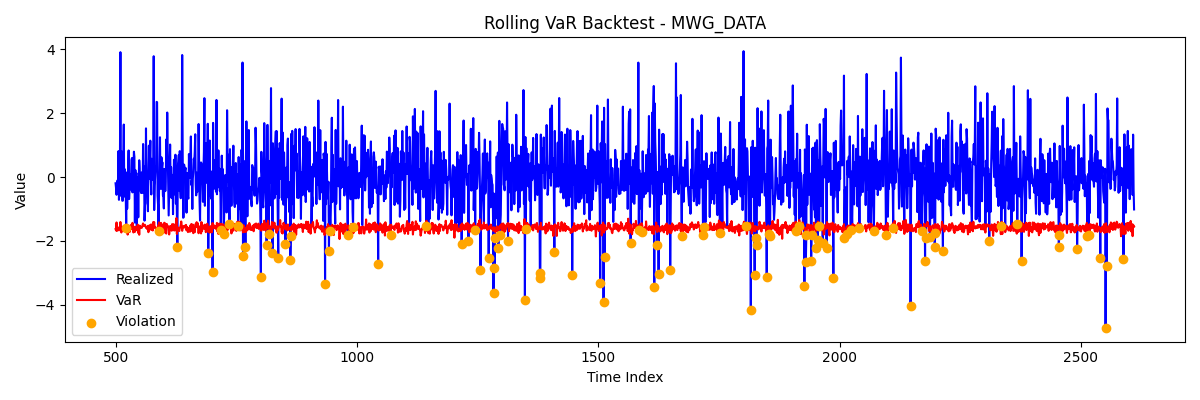 Rolling VaR Backtest - MWG_DATA
Value
4
2
0
−2
−4
Realized
VaR
Violation
500
1000
1500
2000
2500
Time Index